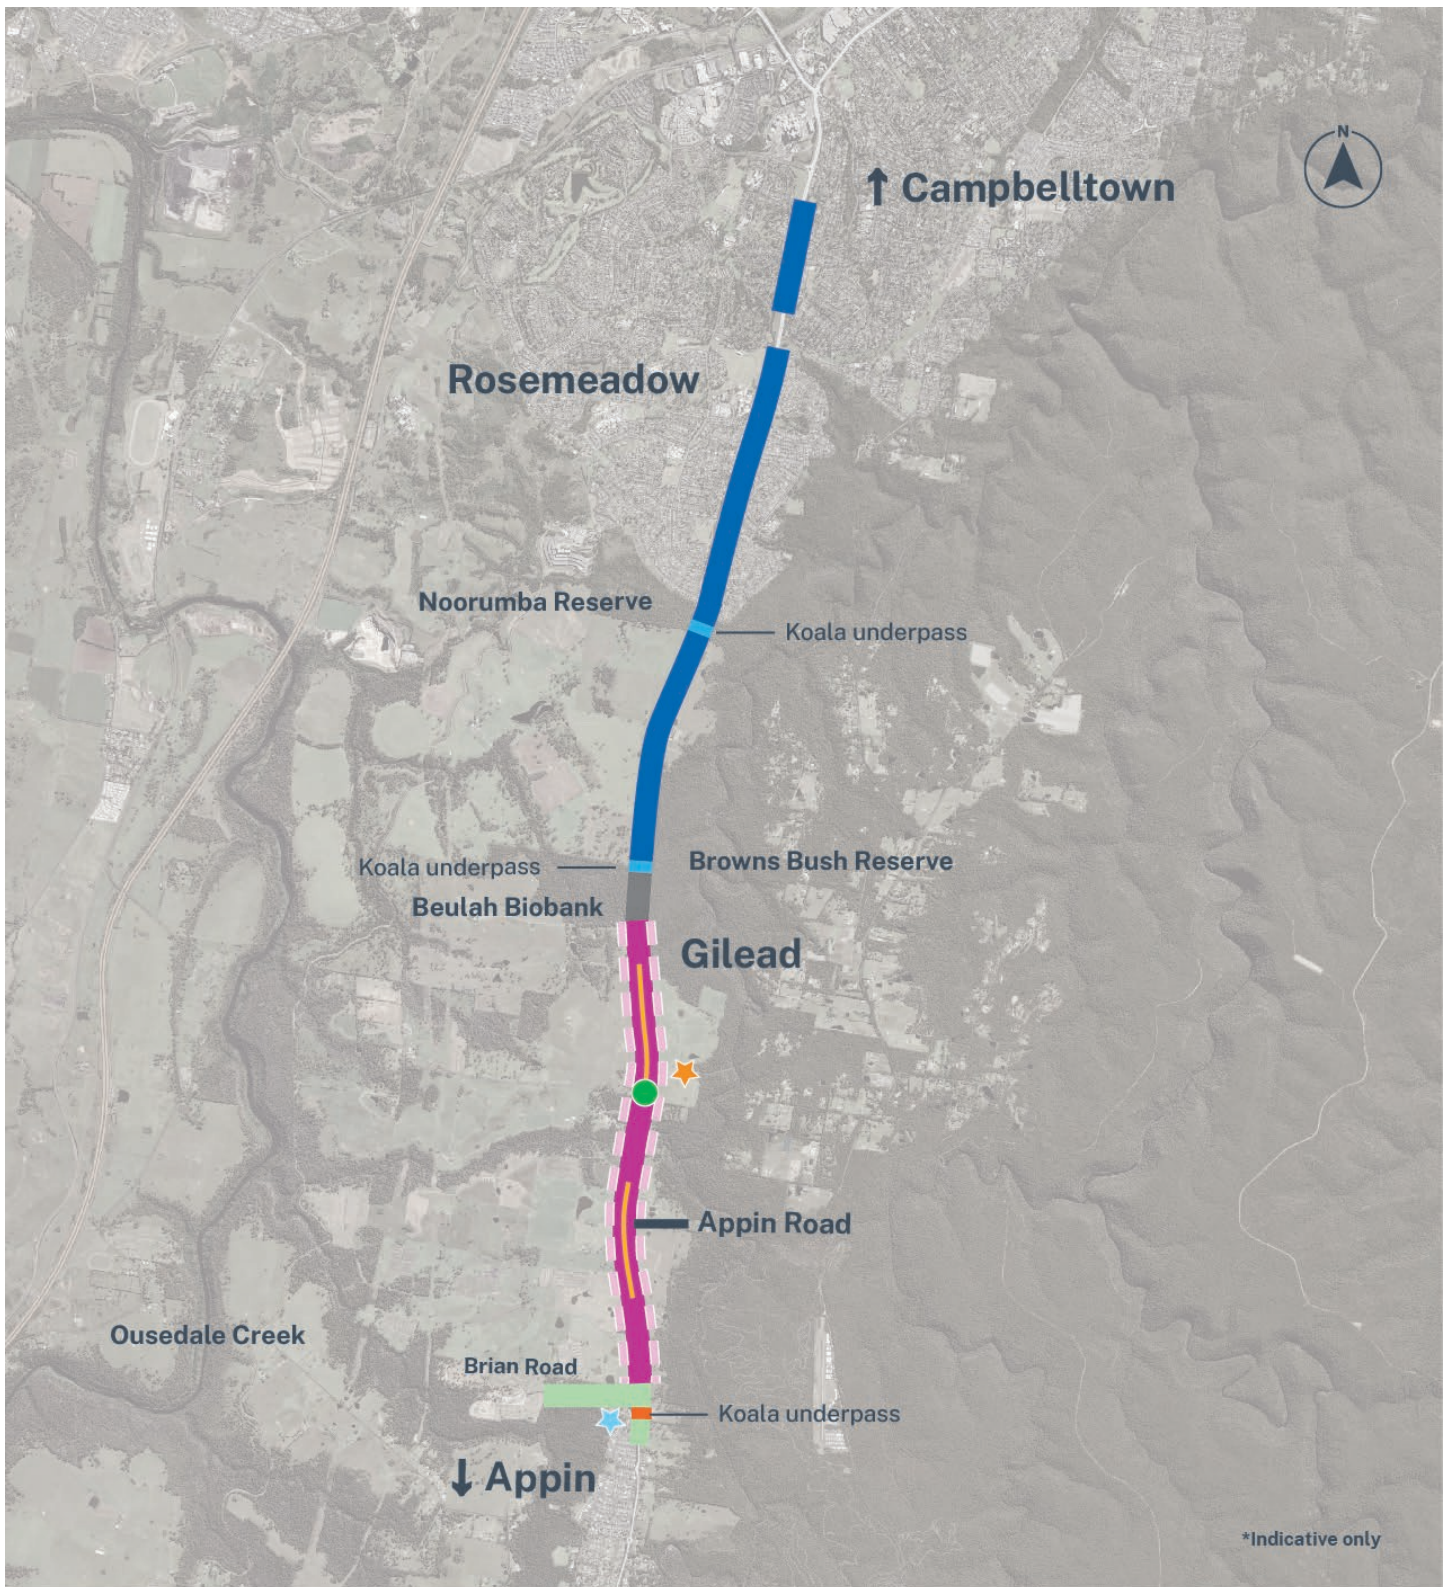 N
↑ Campbelltown
Rosemeadow
Noorumba Reserve
Koala underpass
Koala underpass
Browns Bush Reserve
Beulah Biobank
Gilead
Appin Road
Ousedale Creek
Brian Road
Koala underpass
↓ Appin
*Indicative only